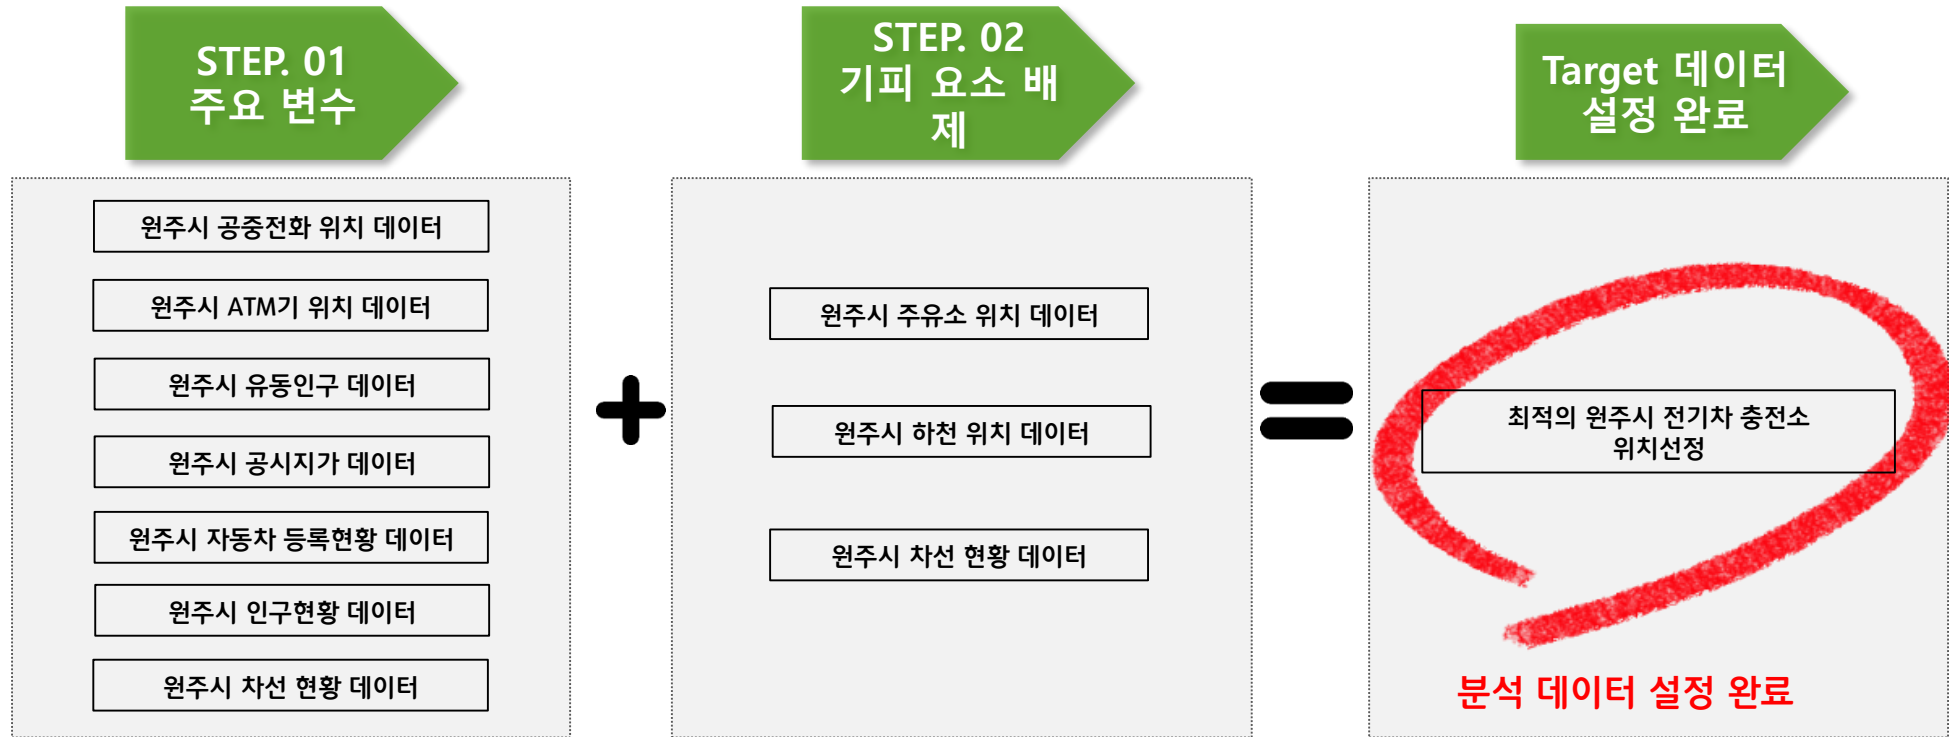 STEP. 01
주요 변수
원주시 공중전화 위치 데이터
원주시 ATM기 위치 데이터
원주시 유동인구 데이터
원주시 공시지가 데이터
원주시 자동차 등록현황 데이터
원주시 인구현황 데이터
원주시 차선 현황 데이터
STEP. 02
기피 요소 배
제
원주시 주유소 위치 데이터
원주시 하천 위치 데이터
원주시 차선 현황 데이터
Target 데이터
설정 완료
최적의 원주시 전기차 충전소
위치선정
분석 데이터 설정 완료